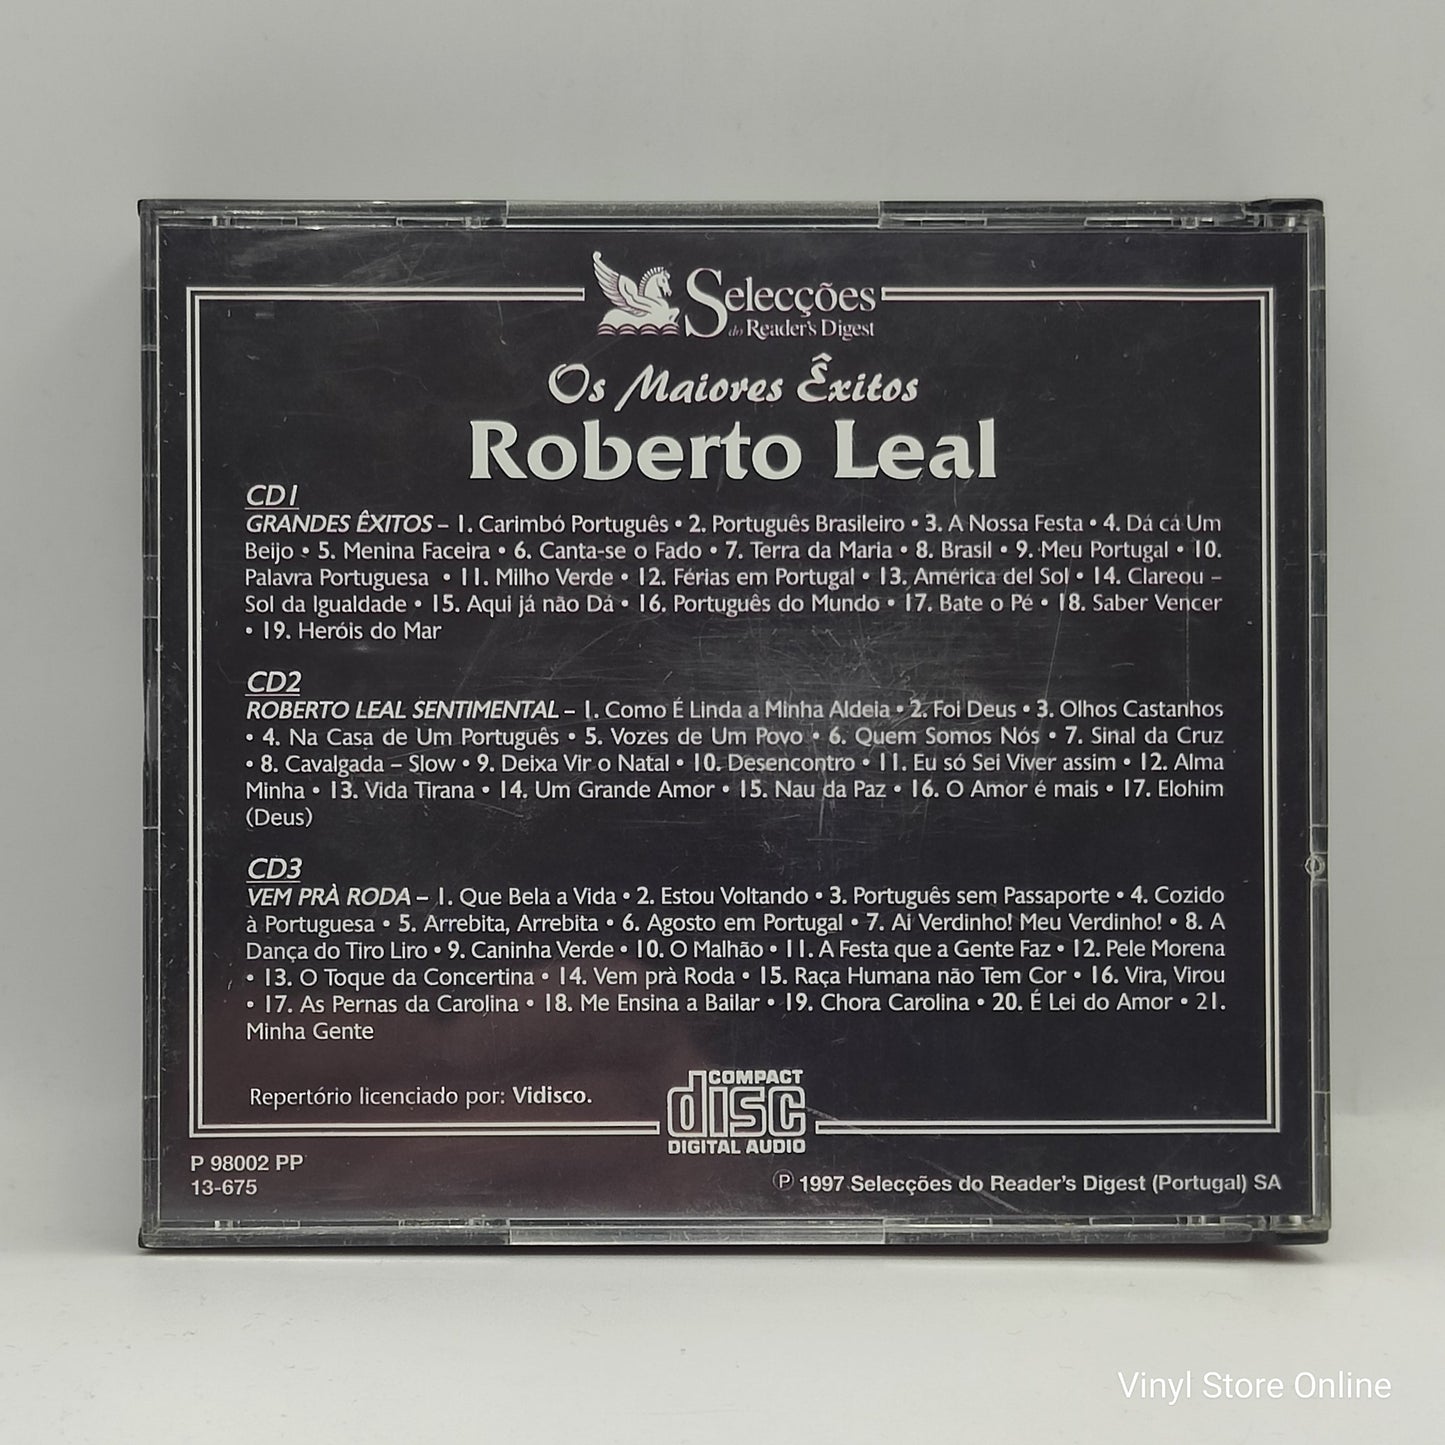 Selecções
do Reader's Digest
Os Maiores Êxitos
Roberto Leal
CD1
GRANDES ÊXITOS – 1. Carimbó Português • 2. Português Brasileiro • 3. A Nossa Festa • 4. Dá cá Um
Beijo • 5. Menina Faceira • 6. Canta-se o Fado • 7. Terra da Maria • 8. Brasil • 9. Meu Portugal • 10.
Palavra Portuguesa • 11. Milho Verde • 12. Férias em Portugal • 13. América del Sol • 14. Clareou –
Sol da Igualdade • 15. Aqui já não Dá • 16. Português do Mundo • 17. Bate o Pé • 18. Saber Vencer
• 19. Heróis do Mar
CD2
ROBERTO LEAL SENTIMENTAL – 1. Como É Linda a Minha Aldeia • 2. Foi Deus • 3. Olhos Castanhos
• 4. Na Casa de Um Português • 5. Vozes de Um Povo • 6. Quem Somos Nós • 7. Sinal da Cruz
• 8. Cavalgada – Slow • 9. Deixa Vir o Natal • 10. Desencontro • 11. Eu só Sei Viver assim • 12. Alma
Minha • 13. Vida Tirana • 14. Um Grande Amor • 15. Nau da Paz • 16. O Amor é mais • 17. Elohim
(Deus)
CD3
VEM PRÀ RODA – 1. Que Bela a Vida • 2. Estou Voltando • 3. Português sem Passaporte • 4. Cozido
à Portuguesa • 5. Arrebita, Arrebita • 6. Agosto em Portugal • 7. Ai Verdinho! Meu Verdinho! • 8. A
Dança do Tiro Liro • 9. Caninha Verde • 10. O Malhão • 11. A Festa que a Gente Faz • 12. Pele Morena
• 13. O Toque da Concertina • 14. Vem prà Roda • 15. Raça Humana não Tem Cor • 16. Vira, Virou
• 17. As Pernas da Carolina • 18. Me Ensina a Bailar • 19. Chora Carolina • 20. É Lei do Amor • 21.
Minha Gente
Repertório licenciado por: Vidisco.
COMPACT
disc
DIGITAL AUDIO
P 98002 PP
13-675
℗ 1997 Selecções do Reader's Digest (Portugal) SA
Vinyl Store Online